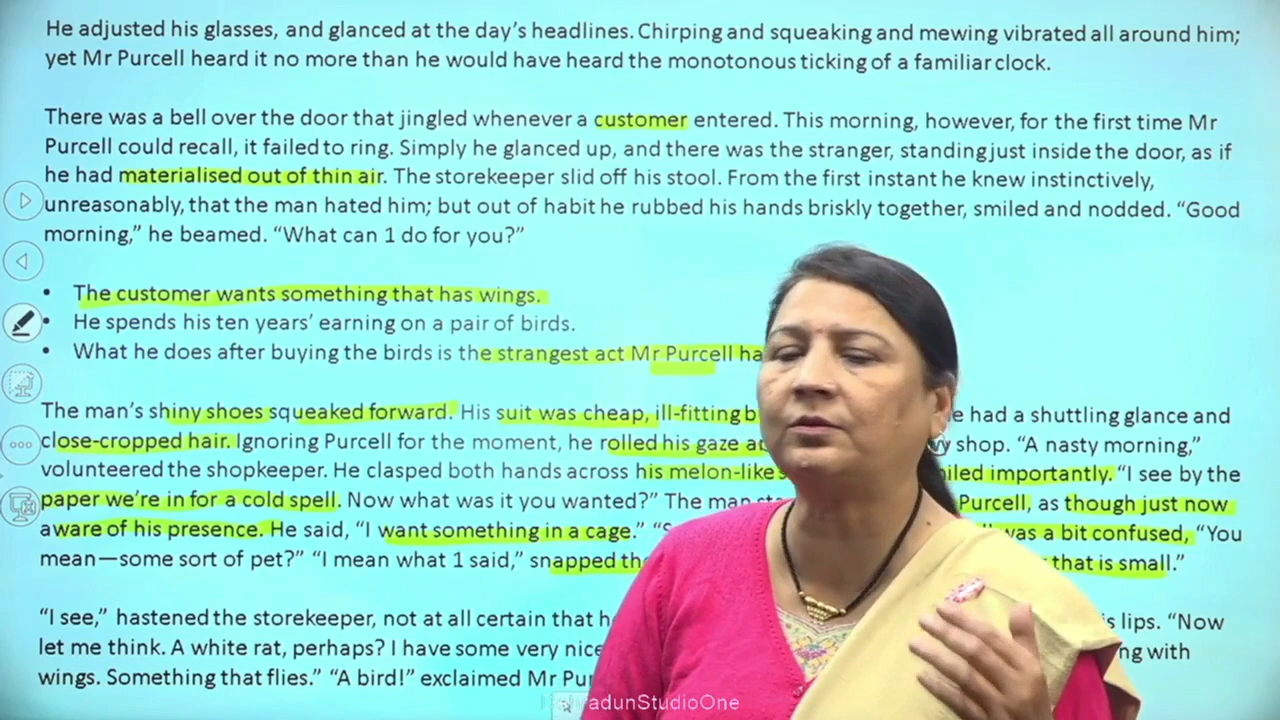 He adjusted his glasses, and glanced at the day’s headlines. Chirping and squeaking and mewing vibrated all around him;
yet Mr Purcell heard it no more than he would have heard the monotonous ticking of a familiar clock.
There was a bell over the door that jingled whenever a customer entered. This morning, however, for the first time Mr
Purcell could recall, it failed to ring. Simply he glanced up, and there was the stranger, standing just inside the door, as if
he had materialised out of thin air. The storekeeper slid off his stool. From the first instant he knew instinctively,
unreasonably, that the man hated him; but out of habit he rubbed his hands briskly together, smiled and nodded. “Good
morning,” he beamed. “What can 1 do for you?”
• The customer wants something that has wings.
• He spends his ten years’ earning on a pair of birds.
• What he does after buying the birds is the strangest act Mr Purcell ha
The man’s shiny shoes squeaked forward. His suit was cheap, ill-fitting b e had a shuttling glance and
close-cropped hair. Ignoring Purcell for the moment, he rolled his gaze a shop. “A nasty morning,”
volunteered the shopkeeper. He clasped both hands across his melon-like iled importantly. “I see by the
paper we’re in for a cold spell. Now what was it you wanted?” The man Purcell, as though just now
aware of his presence. He said, “I want something in a cage.” was a bit confused, “You
mean—some sort of pet?” “I mean what 1 said,” snapped th that is small.”
“I see,” hastened the storekeeper, not at all certain that h s lips. “Now
let me think. A white rat, perhaps? I have some very nice ng with
wings. Something that flies.” “A bird!” exclaimed Mr Pu
radunStudioOne